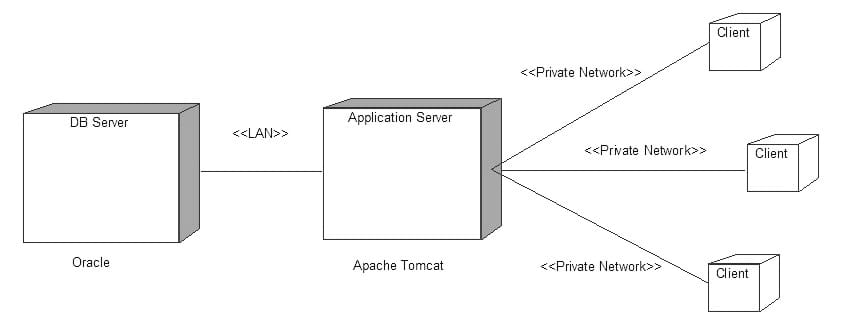 Client
<<Private Network>>
DB Server
Application Server
<<LAN>>
<<Private Network>>
Client
Oracle
Apache Tomcat
<<Private Network>>
Client